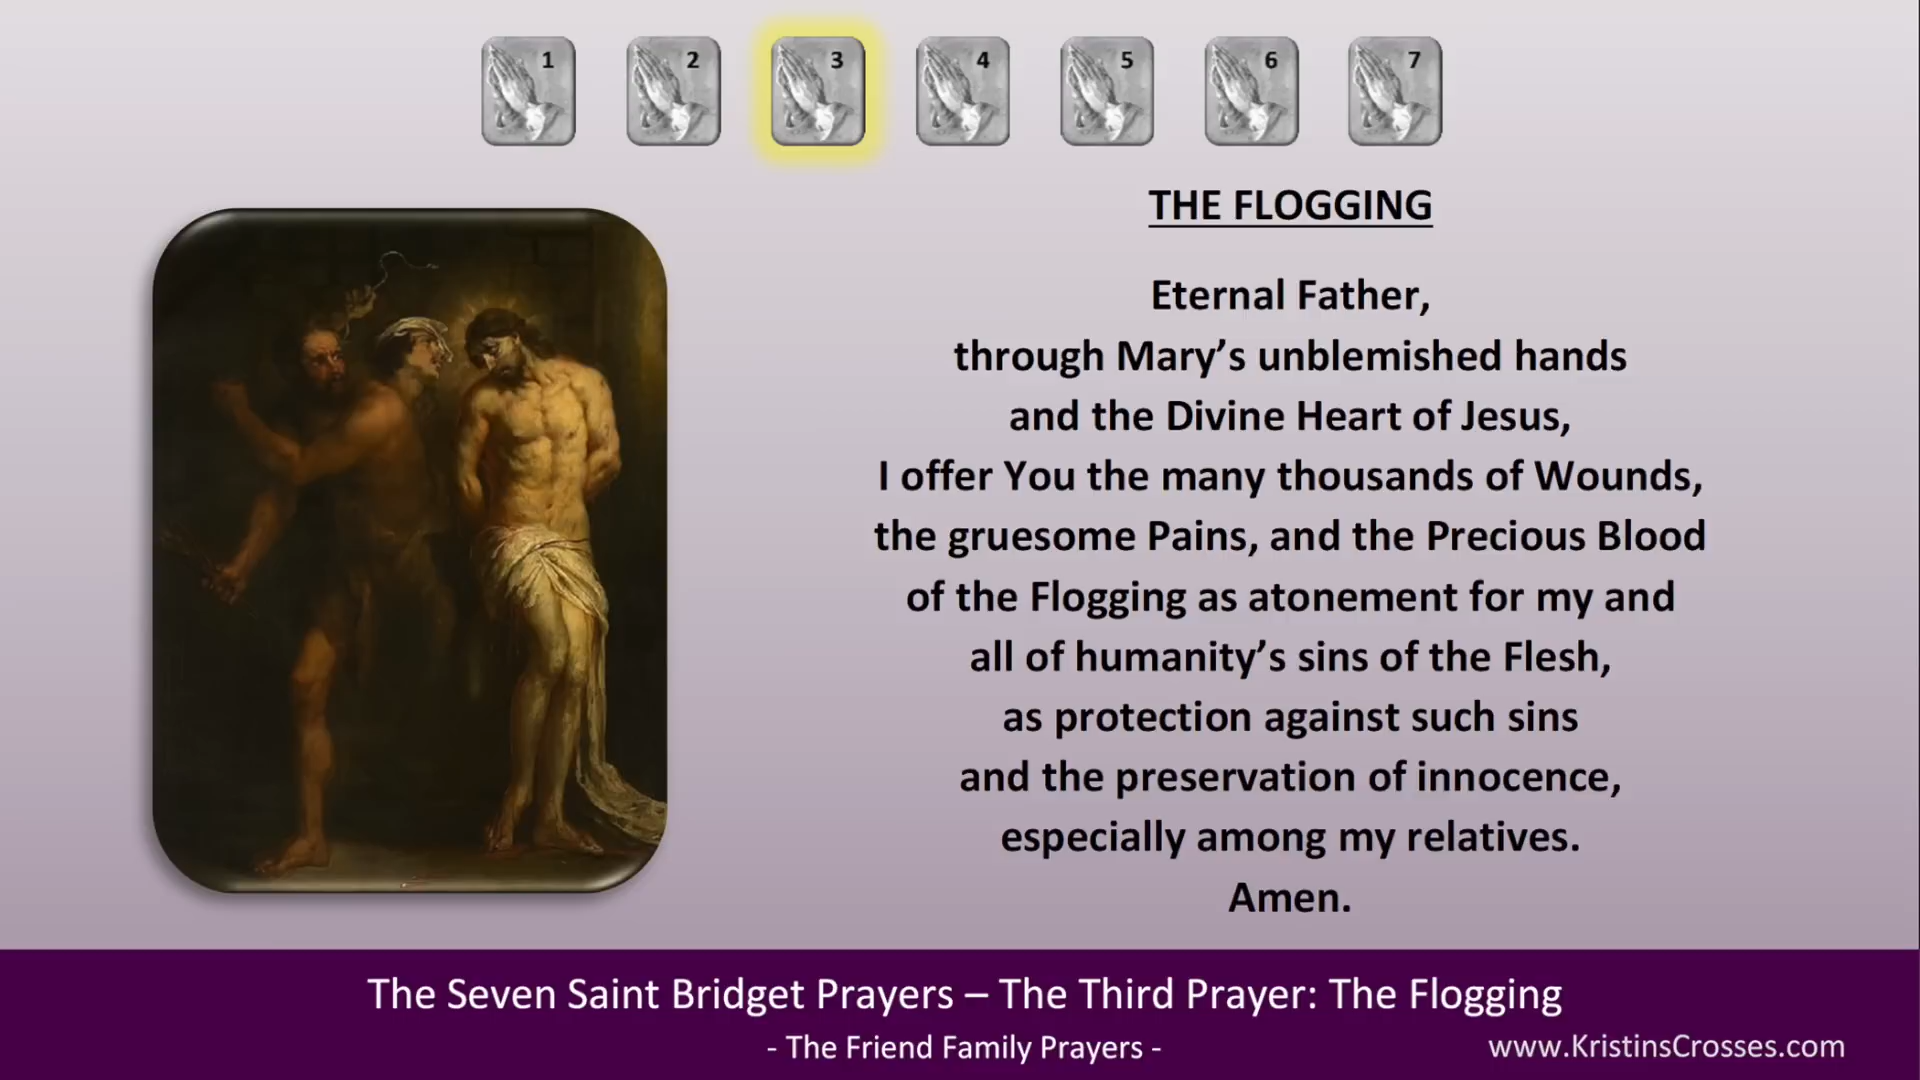 1 2 3 4 5 6 7
THE FLOGGING
Eternal Father,
through Mary’s unblemished hands
and the Divine Heart of Jesus,
I offer You the many thousands of Wounds,
the gruesome Pains, and the Precious Blood
of the Flogging as atonement for my and
all of humanity’s sins of the Flesh,
as protection against such sins
and the preservation of innocence,
especially among my relatives.
Amen.
The Seven Saint Bridget Prayers – The Third Prayer: The Flogging
- The Friend Family Prayers -
www.KristinsCrosses.com